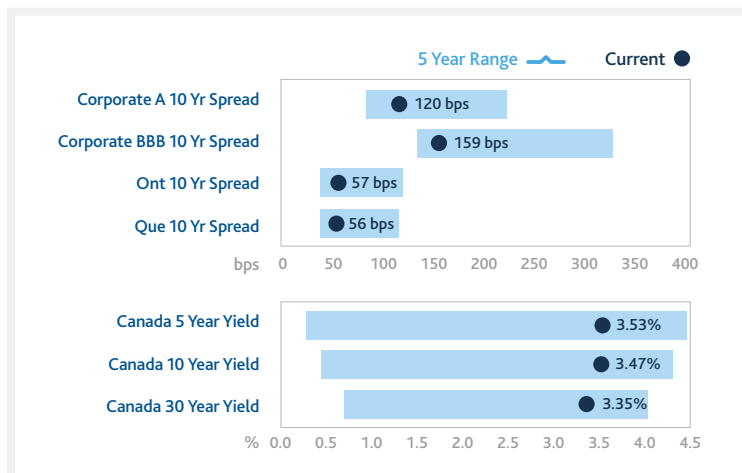 5 Year Range Current
Corporate A 10 Yr Spread 120 bps
Corporate BBB 10 Yr Spread 159 bps
Ont 10 Yr Spread 57 bps
Que 10 Yr Spread 56 bps
bps 0 50 100 150 200 250 300 350 400
Canada 5 Year Yield 3.53%
Canada 10 Year Yield 3.47%
Canada 30 Year Yield 3.35%
% 0.0 0.5 1.0 1.5 2.0 2.5 3.0 3.5 4.0 4.5